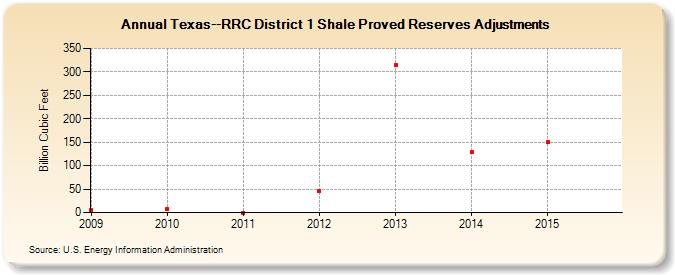 Annual Texas--RRC District 1 Shale Proved Reserves Adjustments
Billion Cubic Feet
350
300
250
200
150
100
50
0
2009 2010 2011 2012 2013 2014 2015
Source: U.S. Energy Information Administration